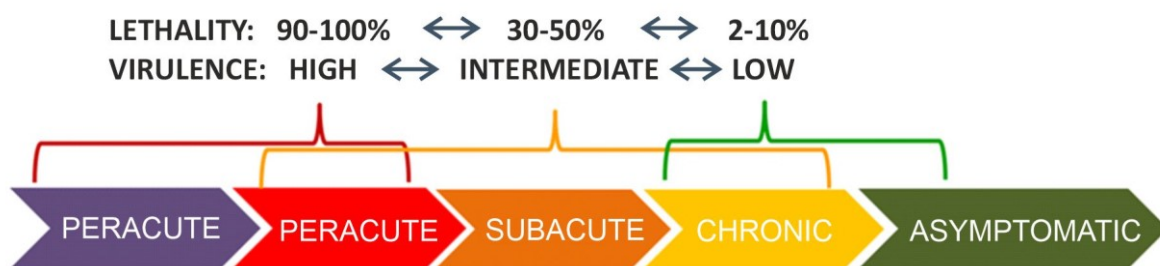 LETHALITY: 90-100% ↔ 30-50% ↔ 2-10%
VIRULENCE: HIGH ↔ INTERMEDIATE ↔ LOW
PERACUTE PERACUTE SUBACUTE CHRONIC ASYMPTOMATIC